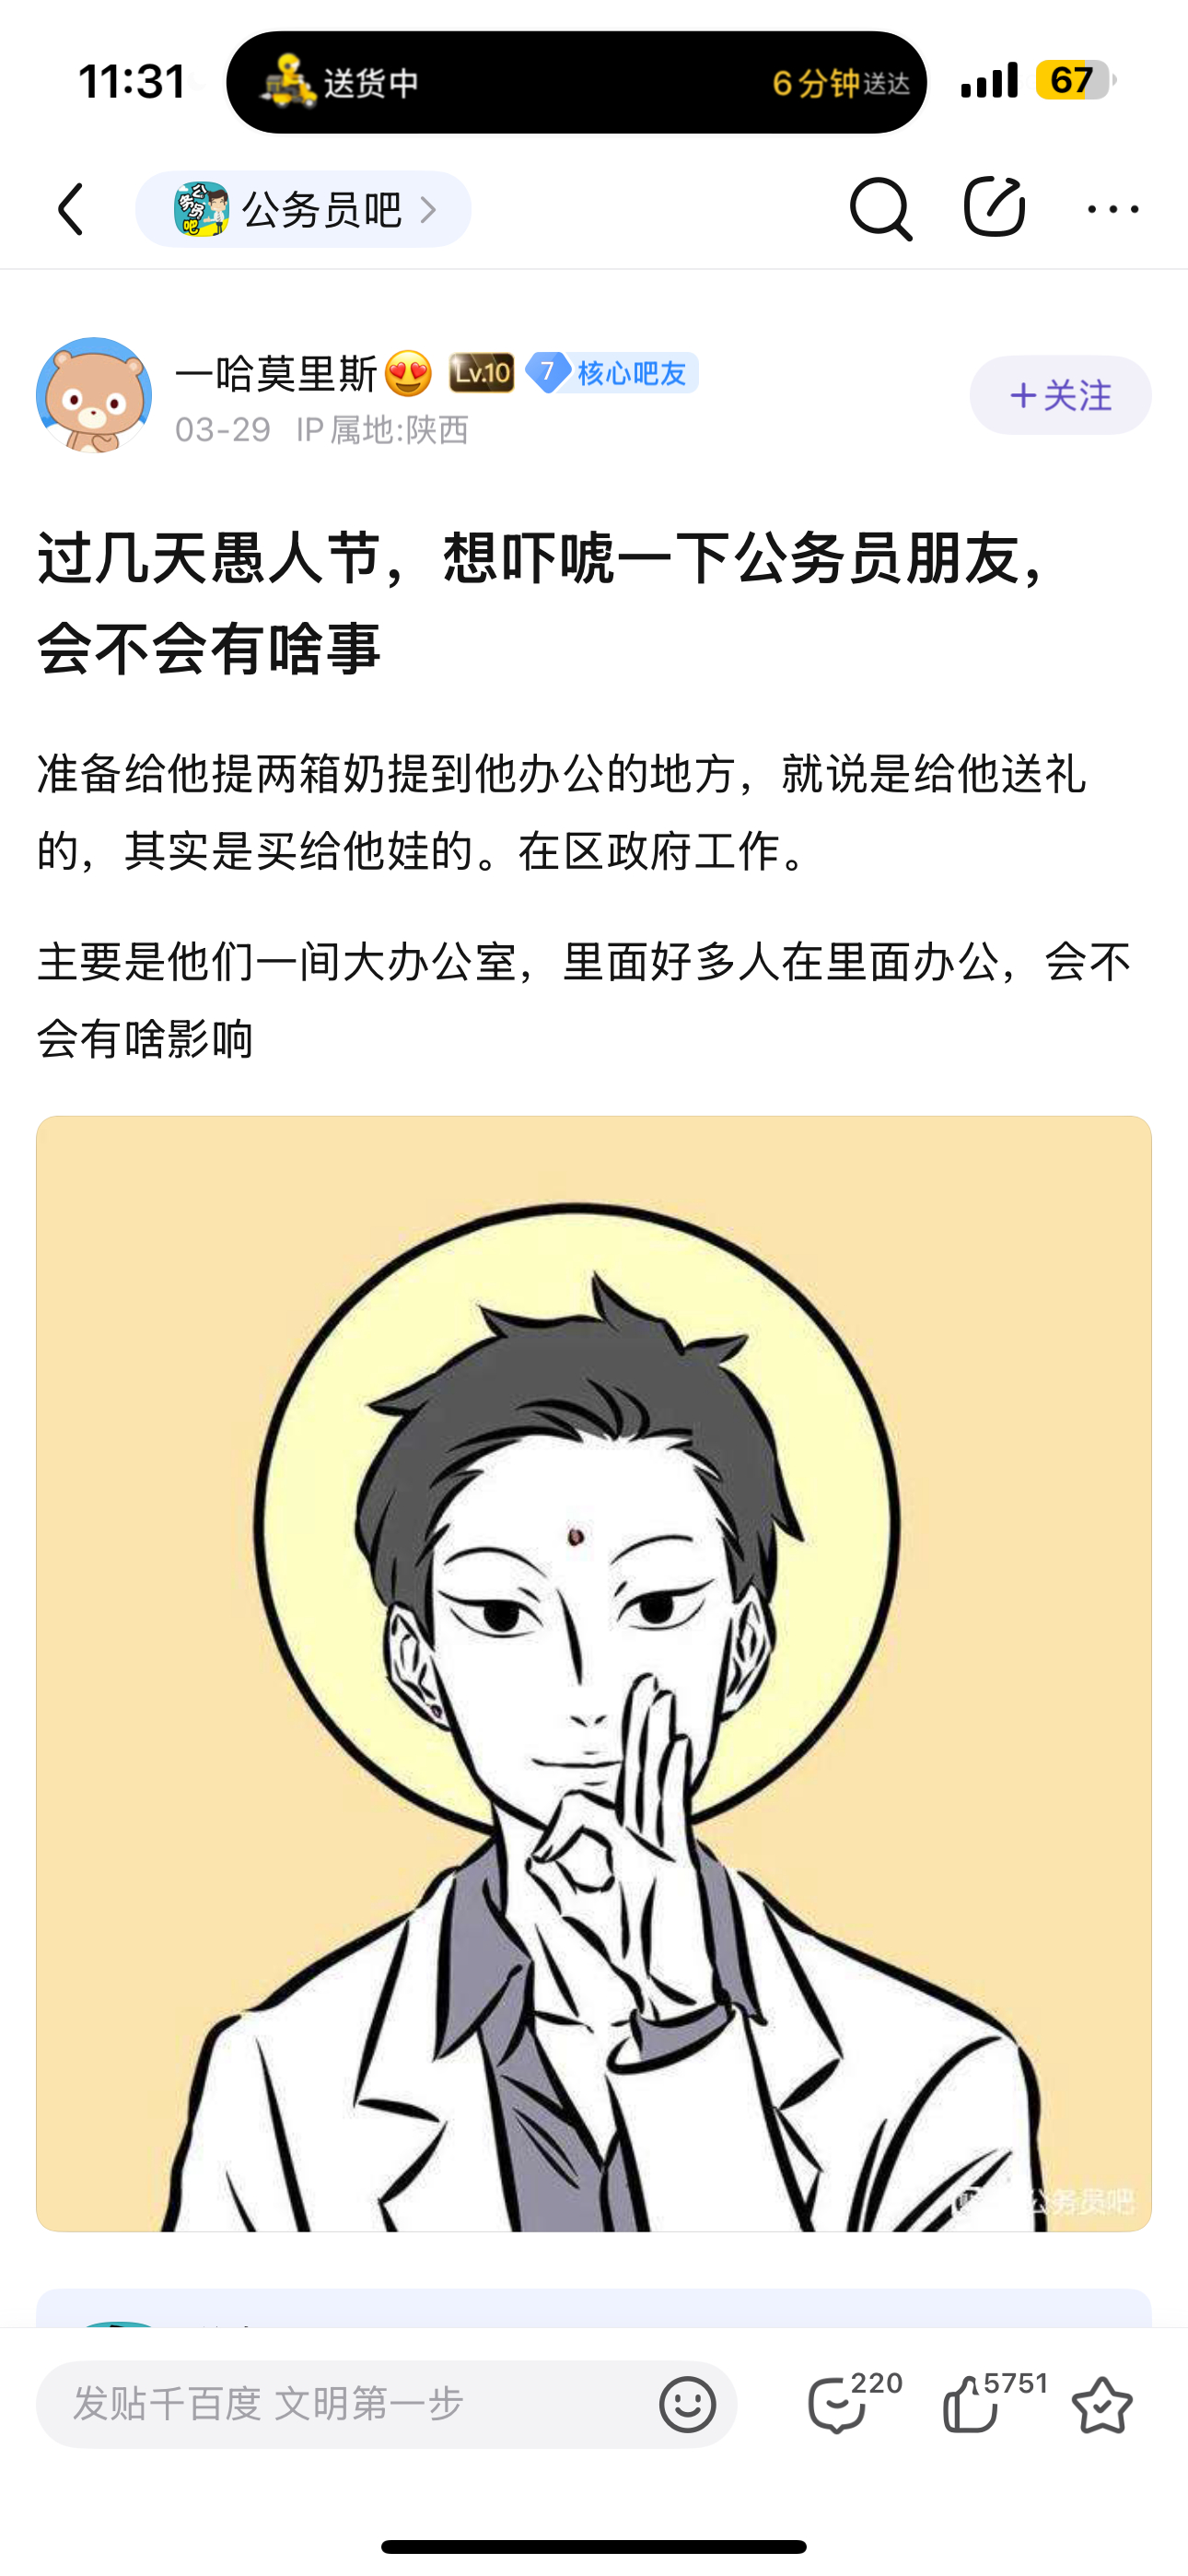 11:31
送货中
6分钟送达
67
公务员吧
一哈莫里斯😍 Lv.10 7 核心吧友
03-29 IP属地:陕西
+关注
过几天愚人节，想吓唬一下公务员朋友，
会不会有啥事
准备给他提两箱奶提到他办公的地方，就说是给他送礼
的，其实是买给他娃的。在区政府工作。
主要是他们一间大办公室，里面好多人在里面办公，会不
会有啥影响
公务员吧
发贴千百度 文明第一步
220
5751